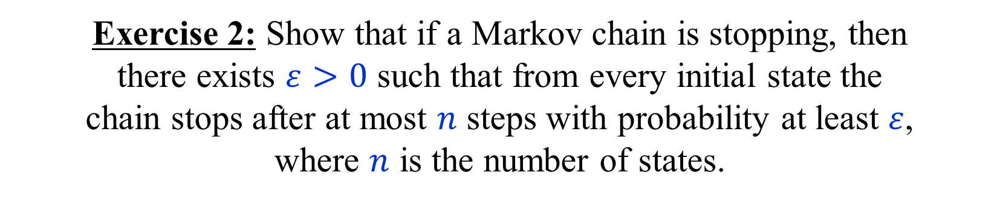 Exercise 2: Show that if a Markov chain is stopping, then
there exists ε > 0 such that from every initial state the
chain stops after at most n steps with probability at least ε,
where n is the number of states.